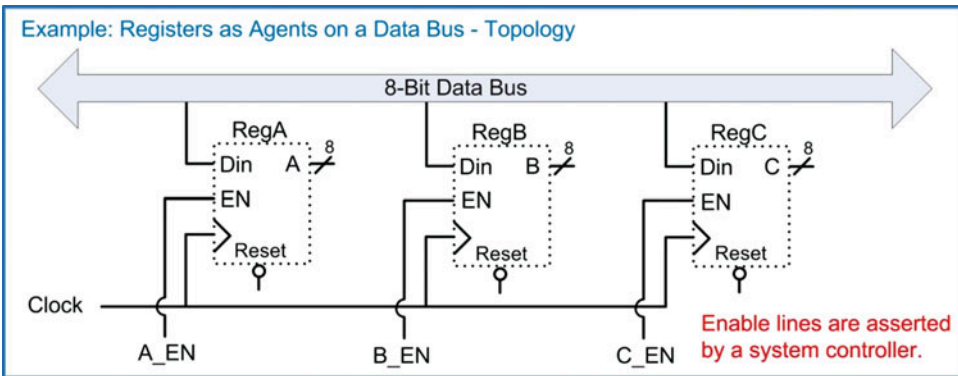 Example: Registers as Agents on a Data Bus - Topology
8-Bit Data Bus
RegA
RegB
RegC
Din A 8
Din B 8
Din C 8
EN
EN
EN
Reset
Reset
Reset
Clock
A_EN
B_EN
C_EN
Enable lines are asserted
by a system controller.